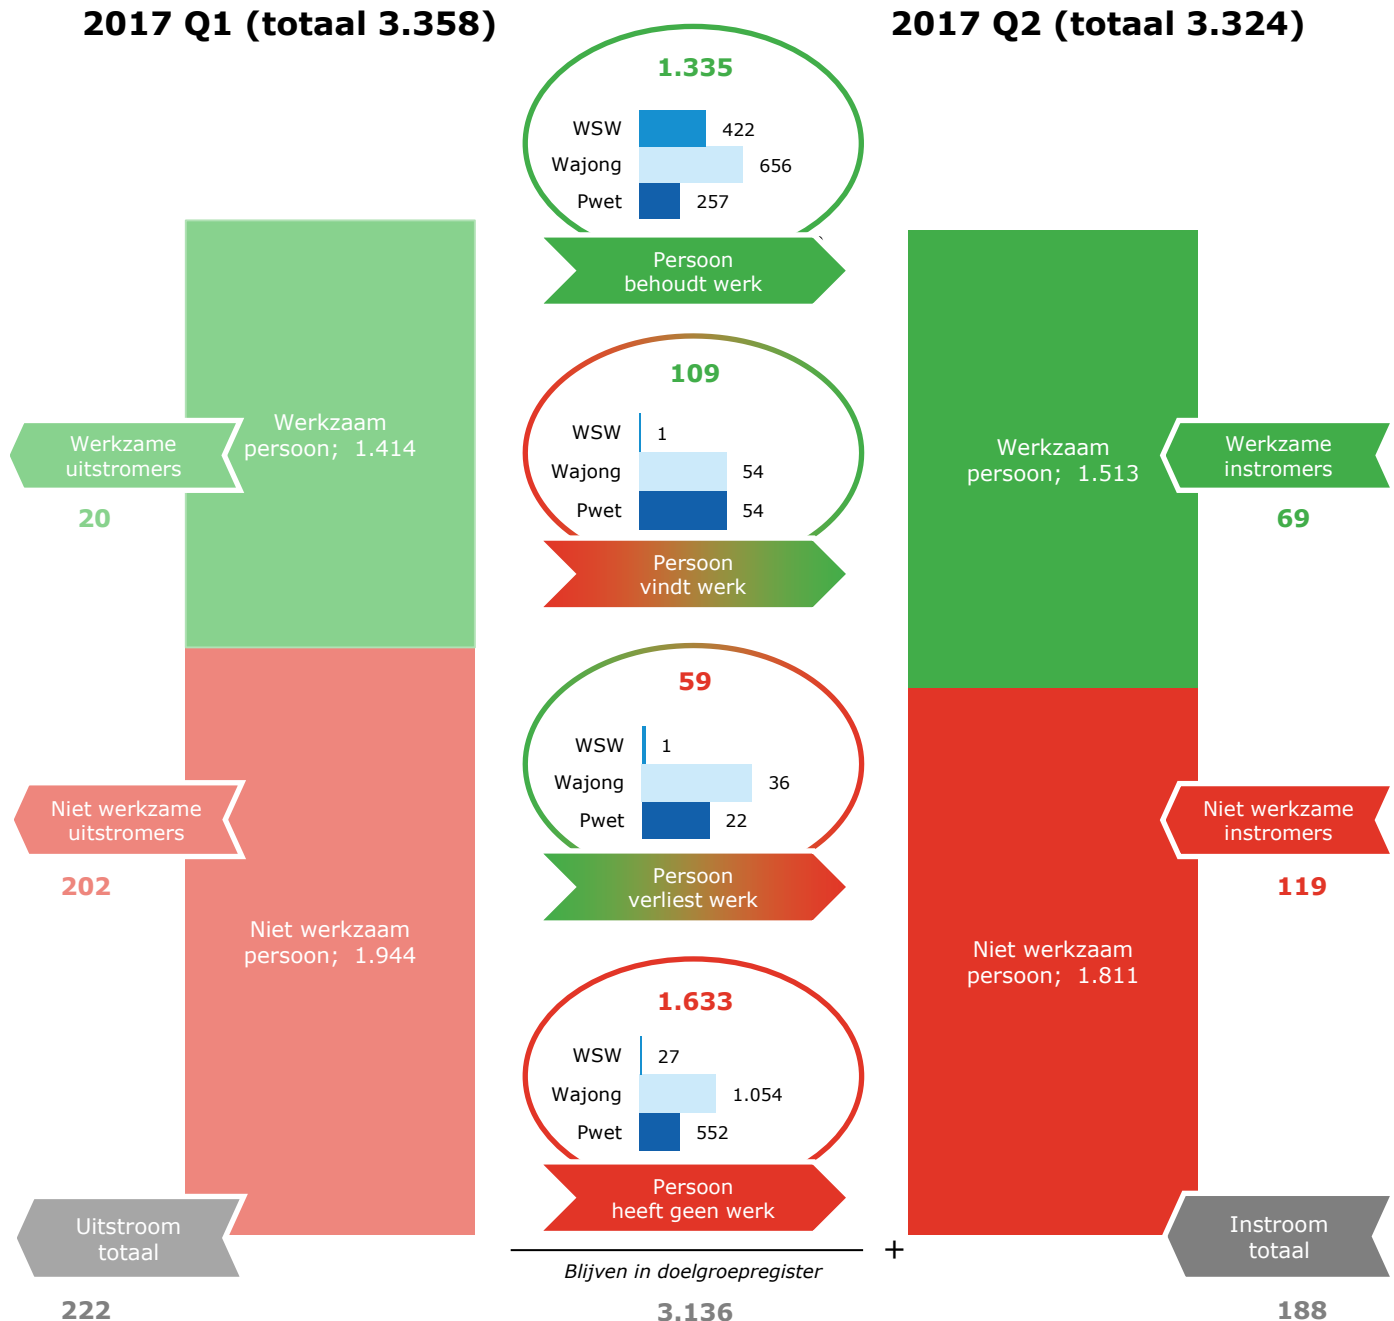 2017 Q1 (totaal 3.358)
2017 Q2 (totaal 3.324)
1.335
WSW 422
Wajong 656
Pwet 257
Persoon
behoudt werk
109
WSW 1
Wajong 54
Pwet 54
Persoon
vindt werk
59
WSW 1
Wajong 36
Pwet 22
Persoon
verliest werk
1.633
WSW 27
Wajong 1.054
Pwet 552
Persoon
heeft geen werk
Blijven in doelgroepregister
3.136
+
Werkzaam
persoon; 1.414
Werkzame
uitstromers
20
Niet werkzame
uitstromers
202
Niet werkzaam
persoon; 1.944
Uitstroom
totaal
222
Werkzaam
persoon; 1.513
Werkzame
instromers
69
Niet werkzame
instromers
119
Niet werkzaam
persoon; 1.811
Instroom
totaal
188